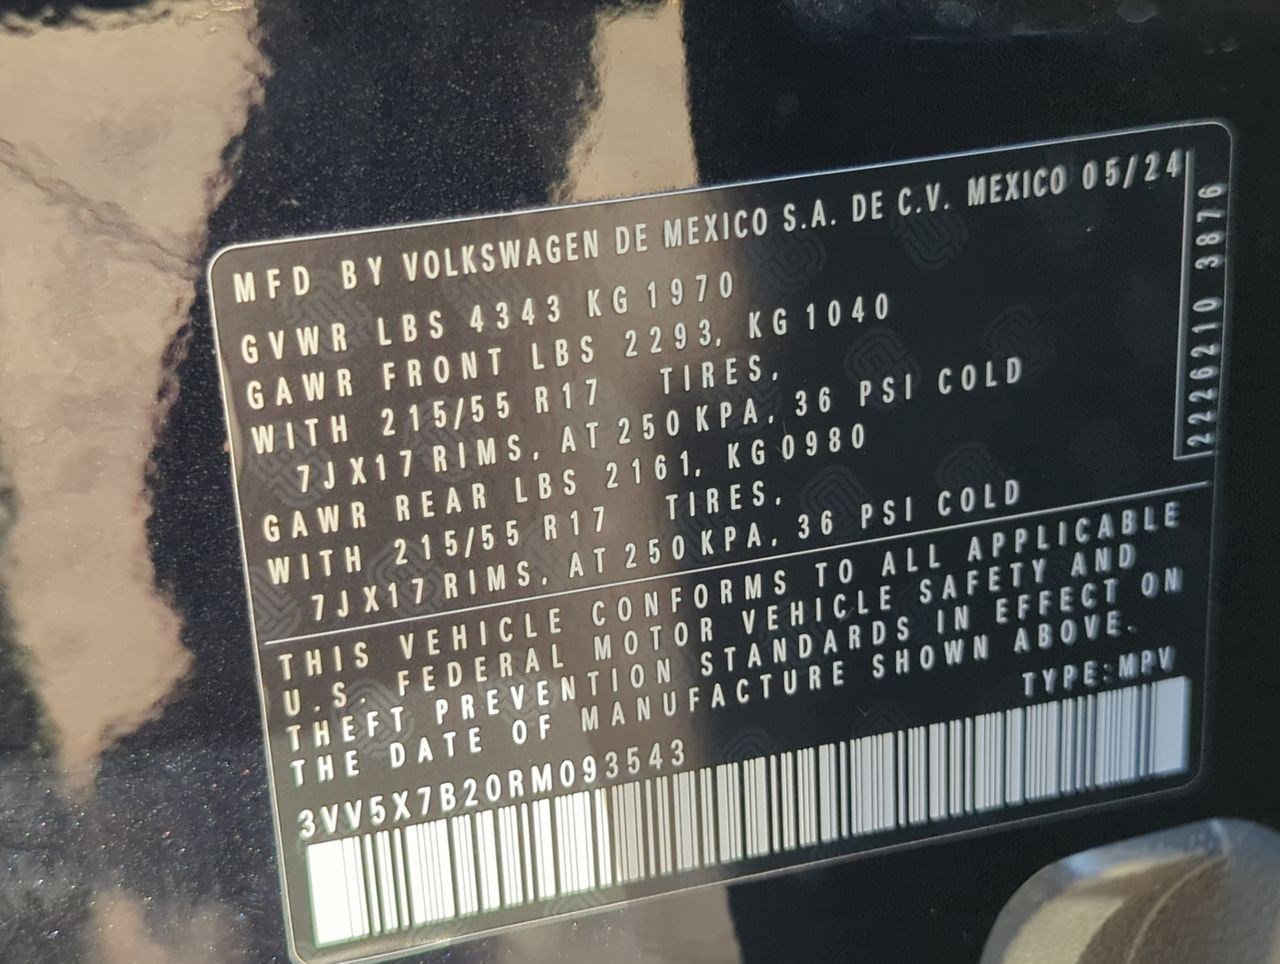 MFD BY VOLKSWAGEN DE MEXICO S.A. DE C.V. MEXICO 05/24
GVWR LBS 4343 KG 1970
GAWR FRONT LBS 2293, KG 1040
WITH 215/55 R17 TIRES,
7JX17 RIMS, AT 250 KPA, 36 PSI COLD
GAWR REAR LBS 2161, KG 0980
WITH 215/55 R17 TIRES,
7JX17 RIMS, AT 250 KPA, 36 PSI COLD
THIS VEHICLE CONFORMS TO ALL APPLICABLE
U.S. FEDERAL MOTOR VEHICLE SAFETY AND
THEFT PREVENTION STANDARDS IN EFFECT ON
THE DATE OF MANUFACTURE SHOWN ABOVE.
TYPE: MPV
3VV5X7B20RM093543
2226210 3876